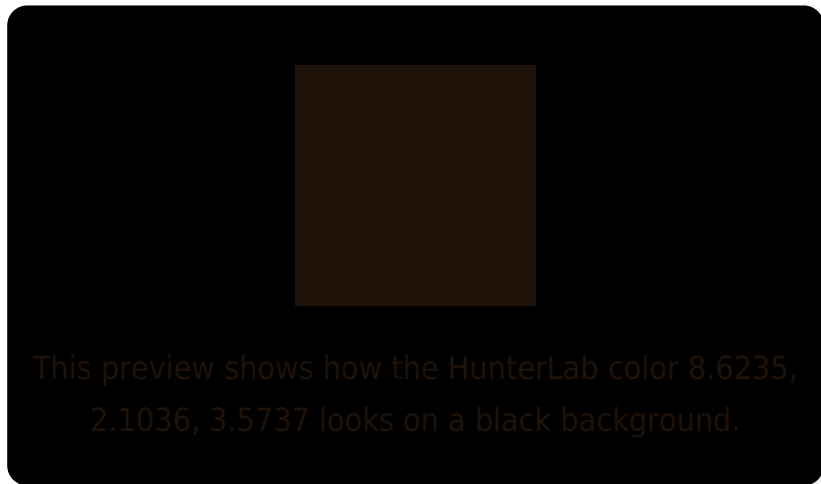 This preview shows how the HunterLab color 8.6235,
2.1036, 3.5737 looks on a black background.